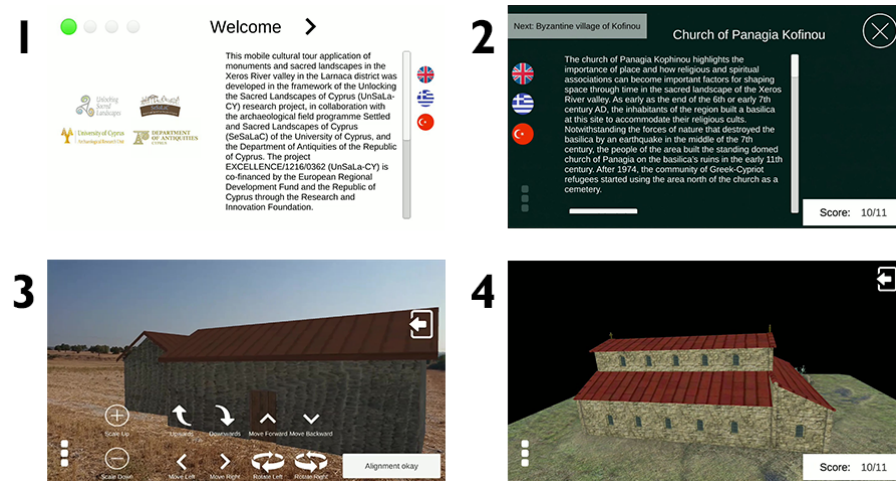 1
Welcome
This mobile cultural tour application of
monuments and sacred landscapes in the
Xeros River valley in the Larnaca district was
developed in the framework of the Unlocking
the Sacred Landscapes of Cyprus (UnSaLa-
CY) research project, in collaboration with
the archaeological field programme Settled
and Sacred Landscapes of Cyprus
(SeSaLaC) of the University of Cyprus, and
the Department of Antiquities of the Republic
of Cyprus. The project
EXCELLENCE/1216/0362 (UnSaLa-CY) is
co-financed by the European Regional
Development Fund and the Republic of
Cyprus through the Research and
Innovation Foundation.
Unlocking
Sacred
Landscapes
University of Cyprus
Archaeological Research Unit
DEPARTMENT
OF ANTIQUITIES
CYPRUS
2
Next: Byzantine village of Kofinou
Church of Panagia Kofinou
The church of Panagia Kophinou highlights the
importance of place and how religious and spiritual
associations can become important factors for shaping
space through time in the sacred landscape of the Xeros
River valley. As early as the end of the 6th or early 7th
century AD, the inhabitants of the region built a basilica
at this site to accommodate their religious cults.
Notwithstanding the forces of nature that destroyed the
basilica by an earthquake in the middle of the 7th
century, the people of the area built the standing domed
church of Panagia on the basilica's ruins in the early 11th
century. After 1974, the community of Greek-Cypriot
refugees started using the area north of the church as a
cemetery.
Score: 10/11
3
Scale Up
Upwards
Downwards
Move Forward
Move Backward
Scale Down
Move Left
Move Right
Rotate Left
Rotate Right
Alignment okay
4
Score: 10/11